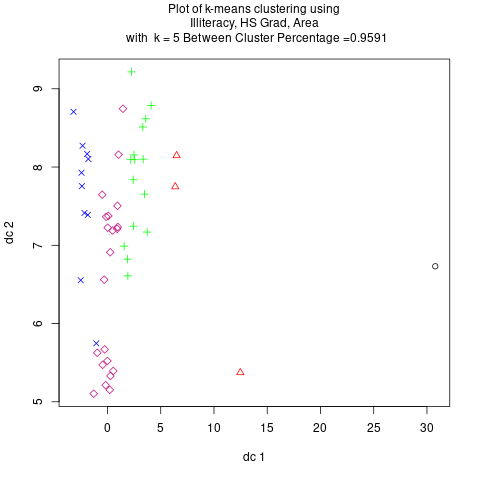 Plot of k-means clustering using
Illiteracy, HS Grad, Area
with  k = 5 Between Cluster Percentage =0.9591
9
8
7
6
5
dc 2
0 5 10 15 20 25 30
dc 1